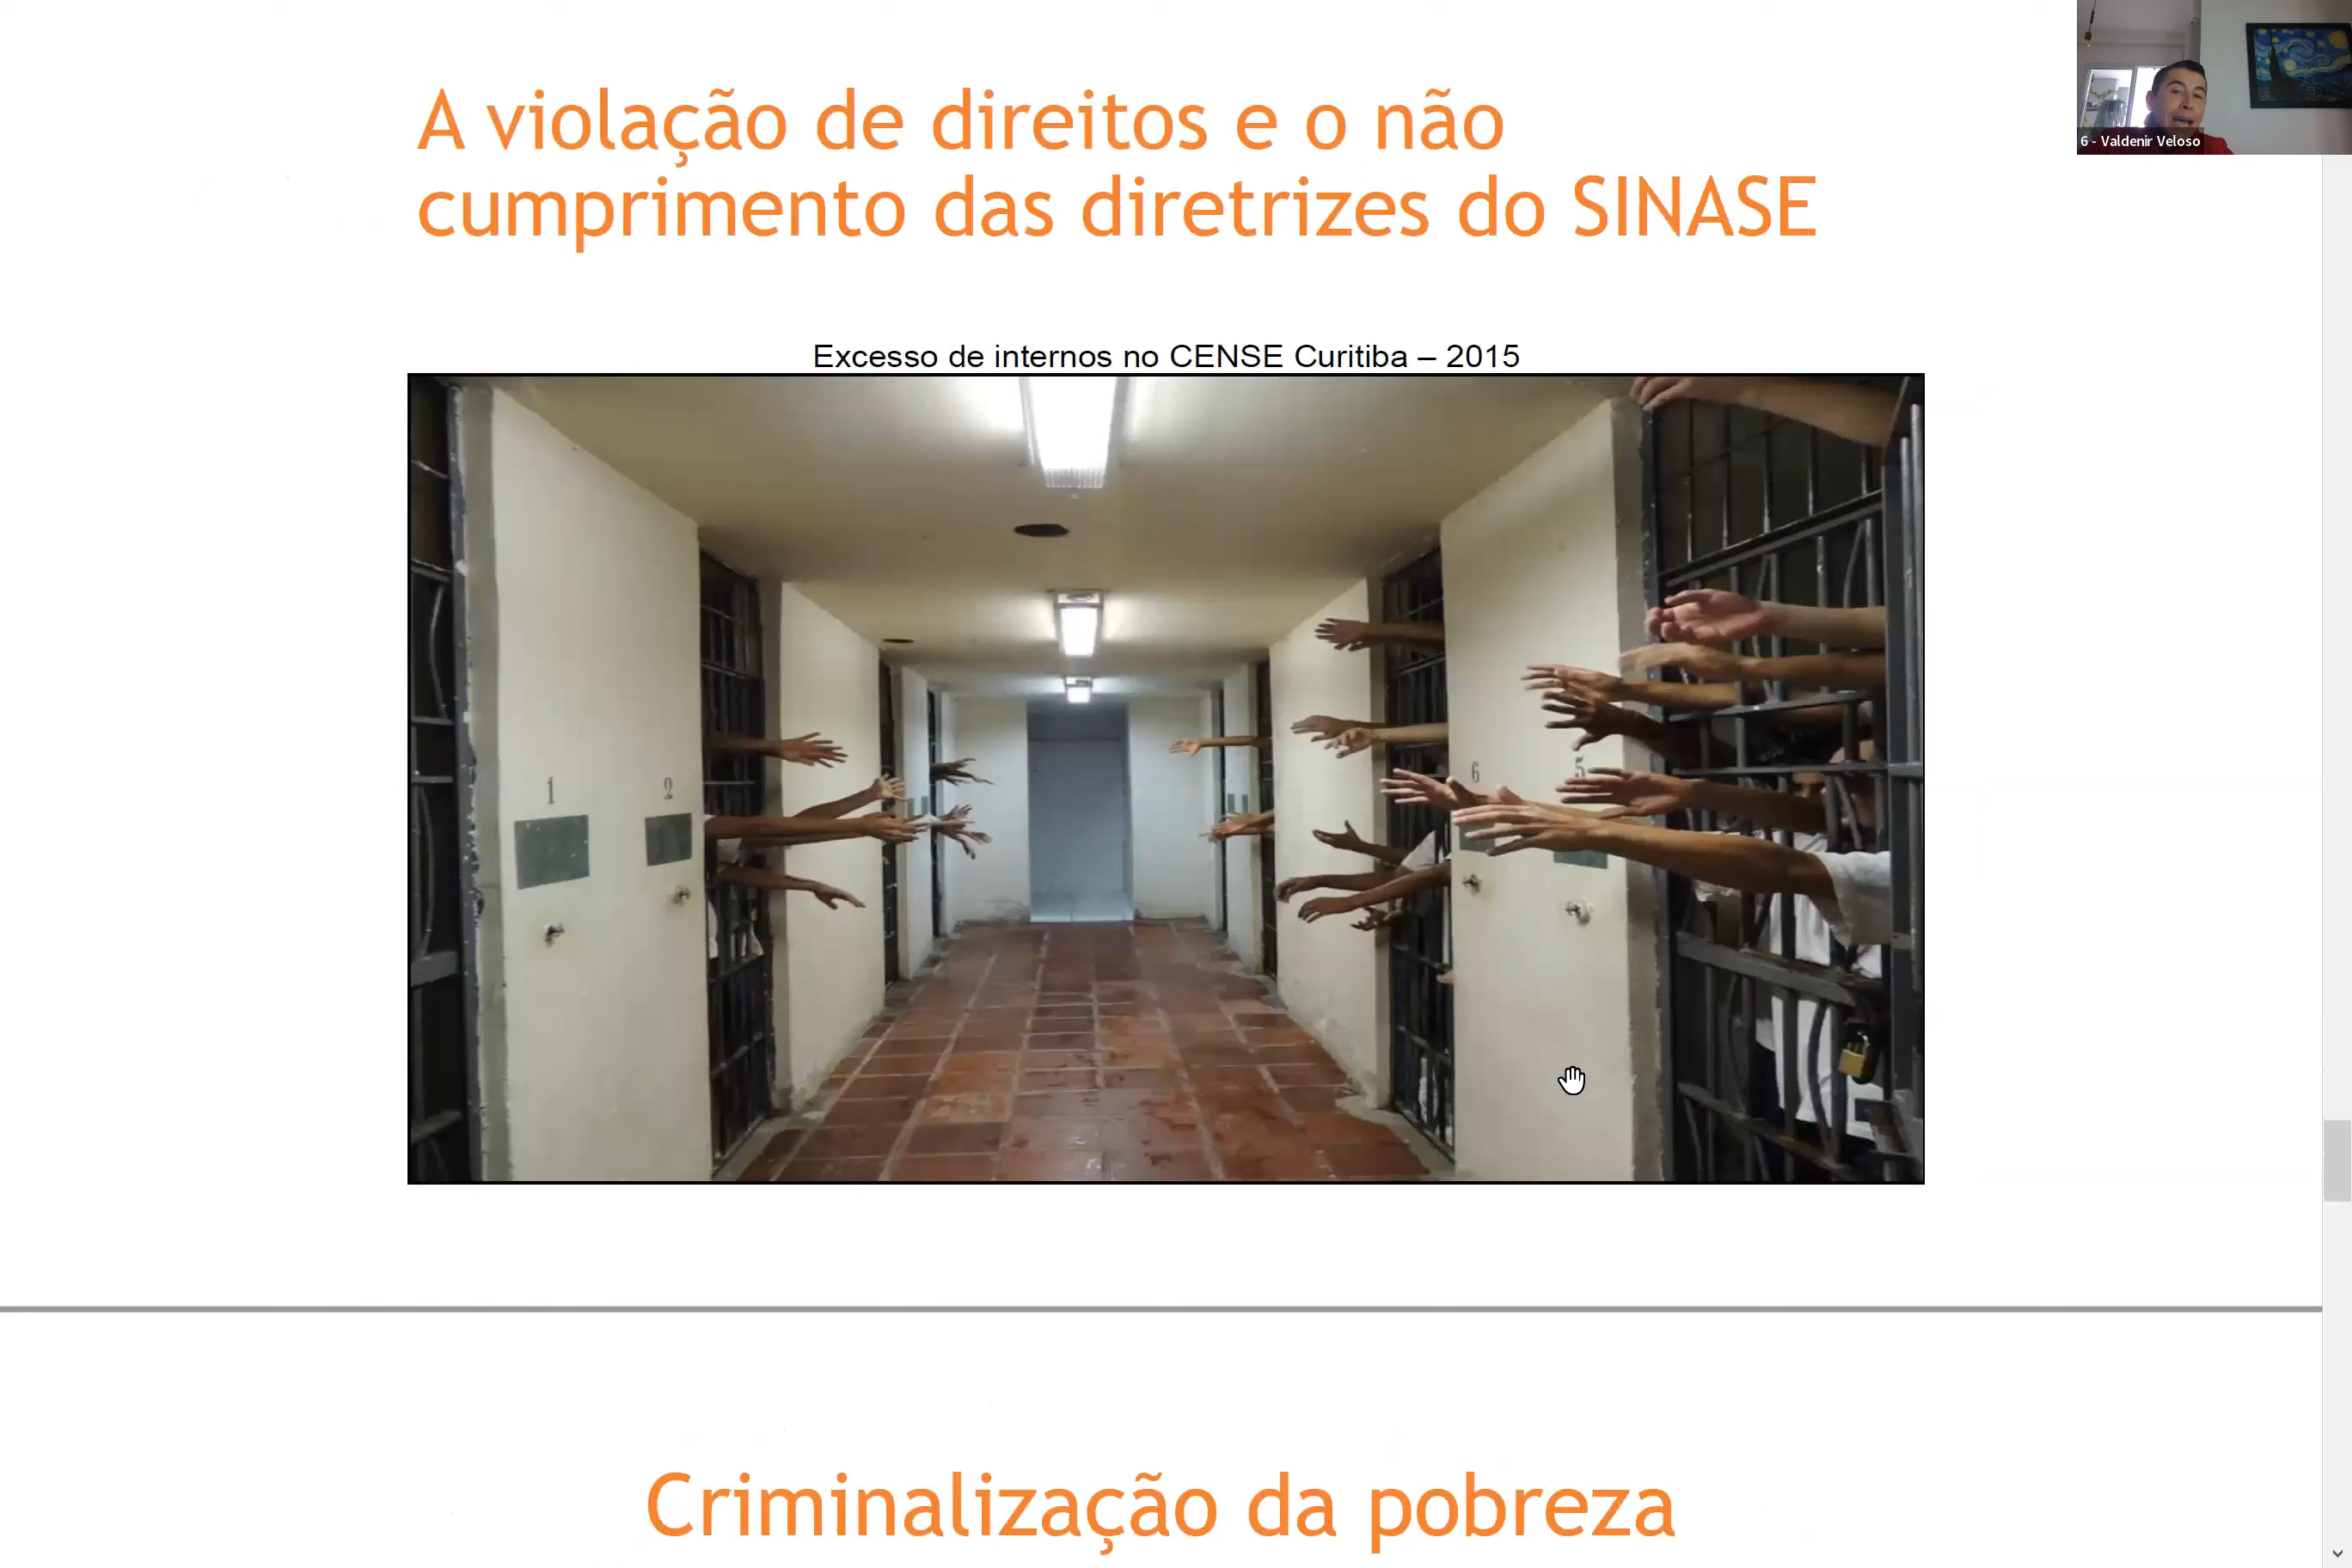 A violação de direitos e o não
cumprimento das diretrizes do SINASE
6 - Valdenir Veloso
Excesso de internos no CENSE Curitiba – 2015
1
2
6
5
Criminalização da pobreza